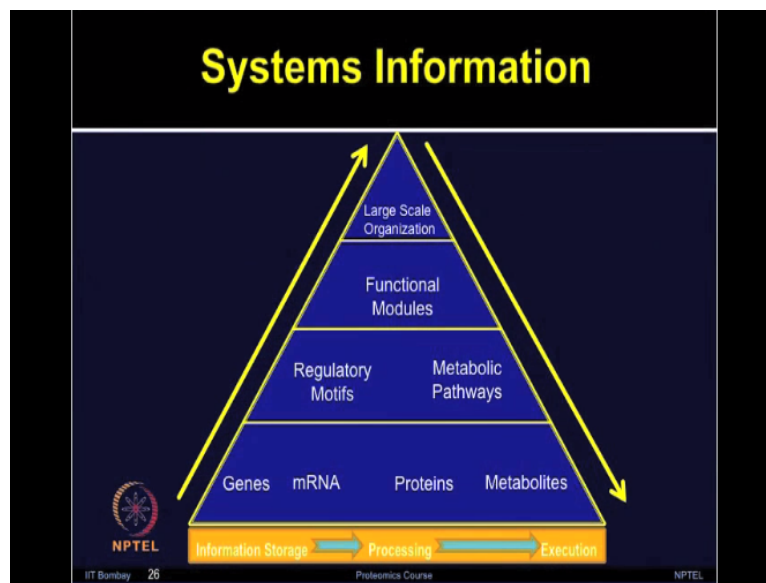 Systems Information
Large Scale
Organization
Functional
Modules
Regulatory
Motifs
Metabolic
Pathways
Genes mRNA Proteins Metabolites
Information Storage Processing Execution
NPTEL
IIT Bombay 26 Proteomics Course NPTEL